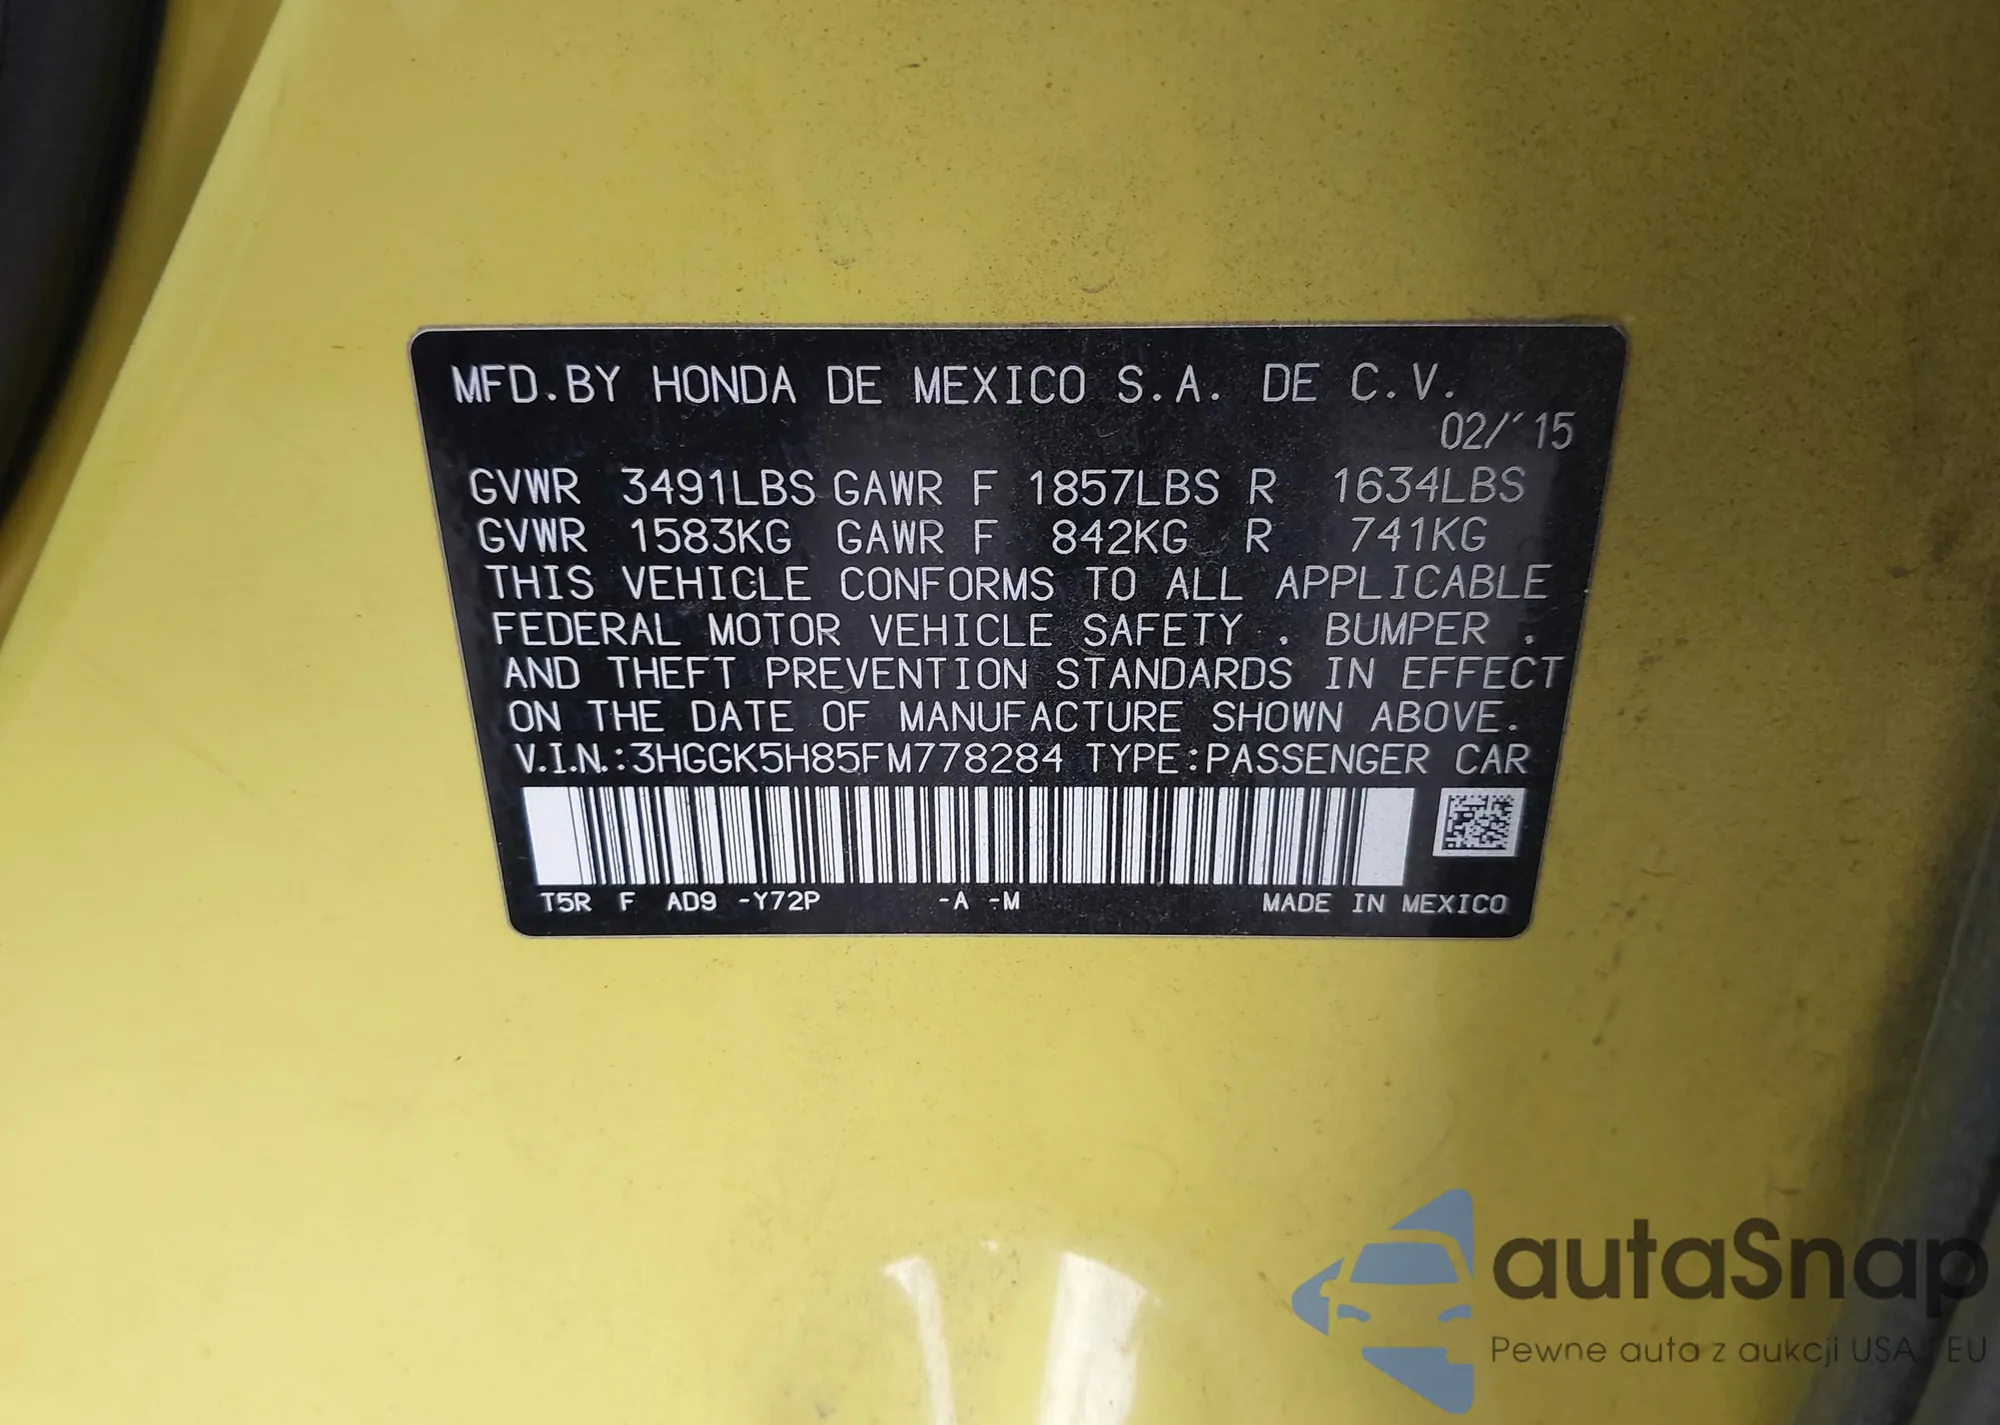 MFD.BY HONDA DE MEXICO S.A. DE C.V.
02/'15
GVWR 3491LBS GAWR F 1857LBS R 1634LBS
GVWR 1583KG GAWR F 842KG R 741KG
THIS VEHICLE CONFORMS TO ALL APPLICABLE
FEDERAL MOTOR VEHICLE SAFETY , BUMPER ,
AND THEFT PREVENTION STANDARDS IN EFFECT
ON THE DATE OF MANUFACTURE SHOWN ABOVE.
V.I.N.:3HGGK5H85FM778284 TYPE:PASSENGER CAR
T5R F AD9 -Y72P -A -M MADE IN MEXICO
autaSnap
Pewne auta z aukcji USA i EU